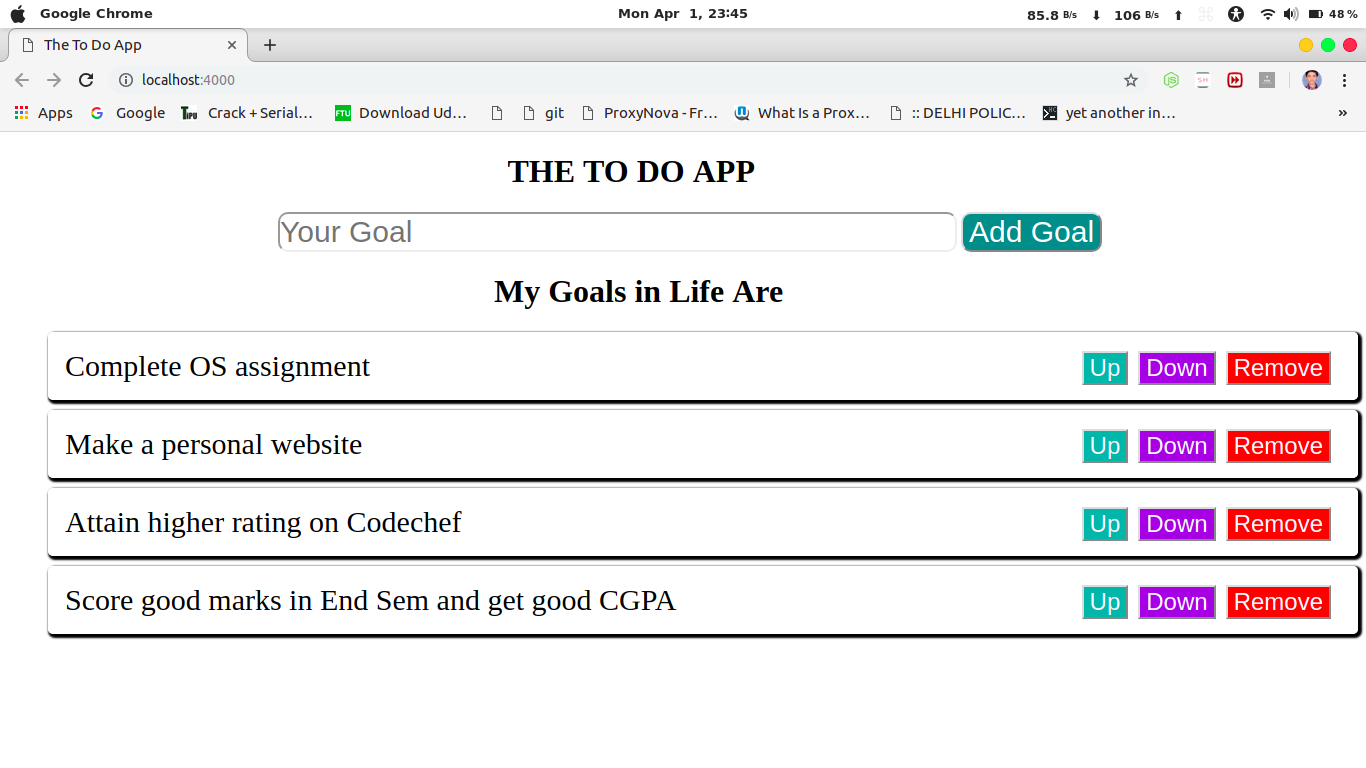 Google Chrome Mon Apr 1, 23:45 85.8 B/s 106 B/s 48 %
The To Do App
localhost:4000
Apps Google Crack + Serial… Download Ud… git ProxyNova - Fr… What Is a Prox… :: DELHI POLIC… yet another in…
THE TO DO APP
Your Goal Add Goal
My Goals in Life Are
Complete OS assignment Up Down Remove
Make a personal website Up Down Remove
Attain higher rating on Codechef Up Down Remove
Score good marks in End Sem and get good CGPA Up Down Remove